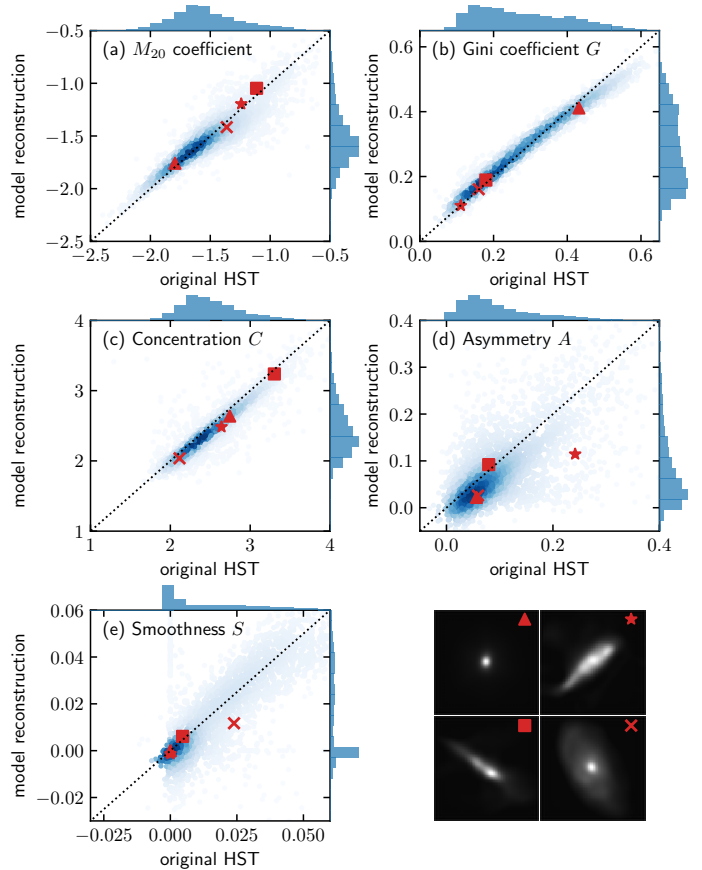 −0.5
−1.0
−1.5
−2.0
−2.5
model reconstruction
(a) M20 coefficient
−2.5 −2.0 −1.5 −1.0 −0.5
original HST
0.6
0.4
0.2
0.0
model reconstruction
(b) Gini coefficient G
0.0 0.2 0.4 0.6
original HST
4
3
2
1
model reconstruction
(c) Concentration C
1 2 3 4
original HST
0.4
0.3
0.2
0.1
0.0
model reconstruction
(d) Asymmetry A
0.0 0.2 0.4
original HST
0.06
0.04
0.02
0.00
−0.02
model reconstruction
(e) Smoothness S
−0.025 0.000 0.025 0.050
original HST